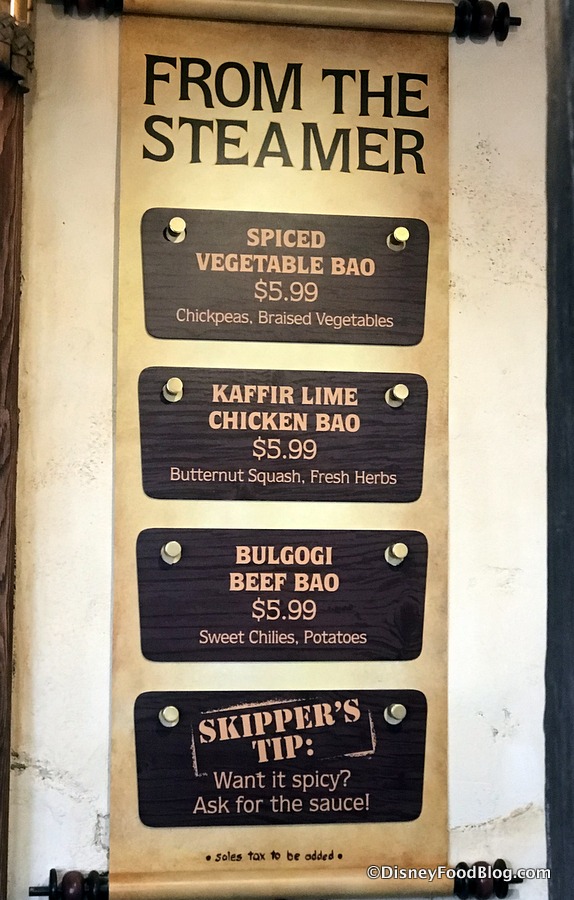 FROM THE
STEAMER
SPICED
VEGETABLE BAO
$5.99
Chickpeas, Braised Vegetables
KAFFIR LIME
CHICKEN BAO
$5.99
Butternut Squash, Fresh Herbs
BULGOGI
BEEF BAO
$5.99
Sweet Chilies, Potatoes
SKIPPER'S
TIP:
Want it spicy?
Ask for the sauce!
• sales tax to be added •
©DisneyFoodBlog.com